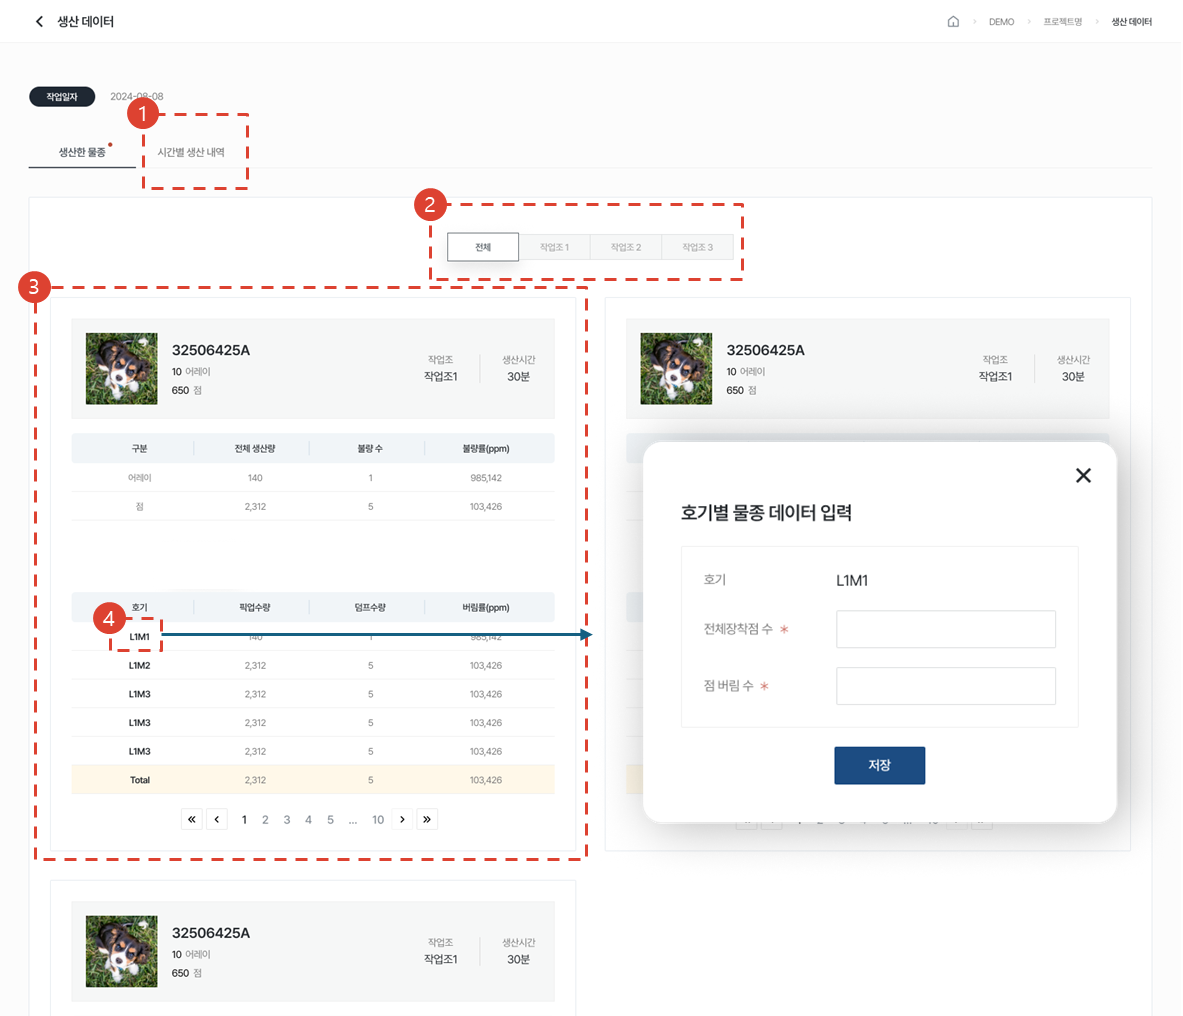 생산 데이터
DEMO 프로젝트명 생산 데이터
작업일자 2024-08-08
1
생산한 물종 시간별 생산 내역
2
전체 작업조 1 작업조 2 작업조 3
3
32506425A
10 어레이
650 점
작업조 생산시간
작업조1 30분
구분 전체 생산량 불량 수 불량률(ppm)
어레이 140 1 985,142
점 2,312 5 103,426
호기 픽업수량 덤프수량 버림률(ppm)
4
L1M1 140 1 985,142
L1M2 2,312 5 103,426
L1M3 2,312 5 103,426
L1M3 2,312 5 103,426
L1M3 2,312 5 103,426
Total 2,312 5 103,426
1 2 3 4 5 ... 10
32506425A
10 어레이
650 점
작업조 생산시간
작업조1 30분
호기별 물종 데이터 입력
호기 L1M1
전체장착점 수 *
점 버림 수 *
저장
32506425A
10 어레이
650 점
작업조 생산시간
작업조1 30분